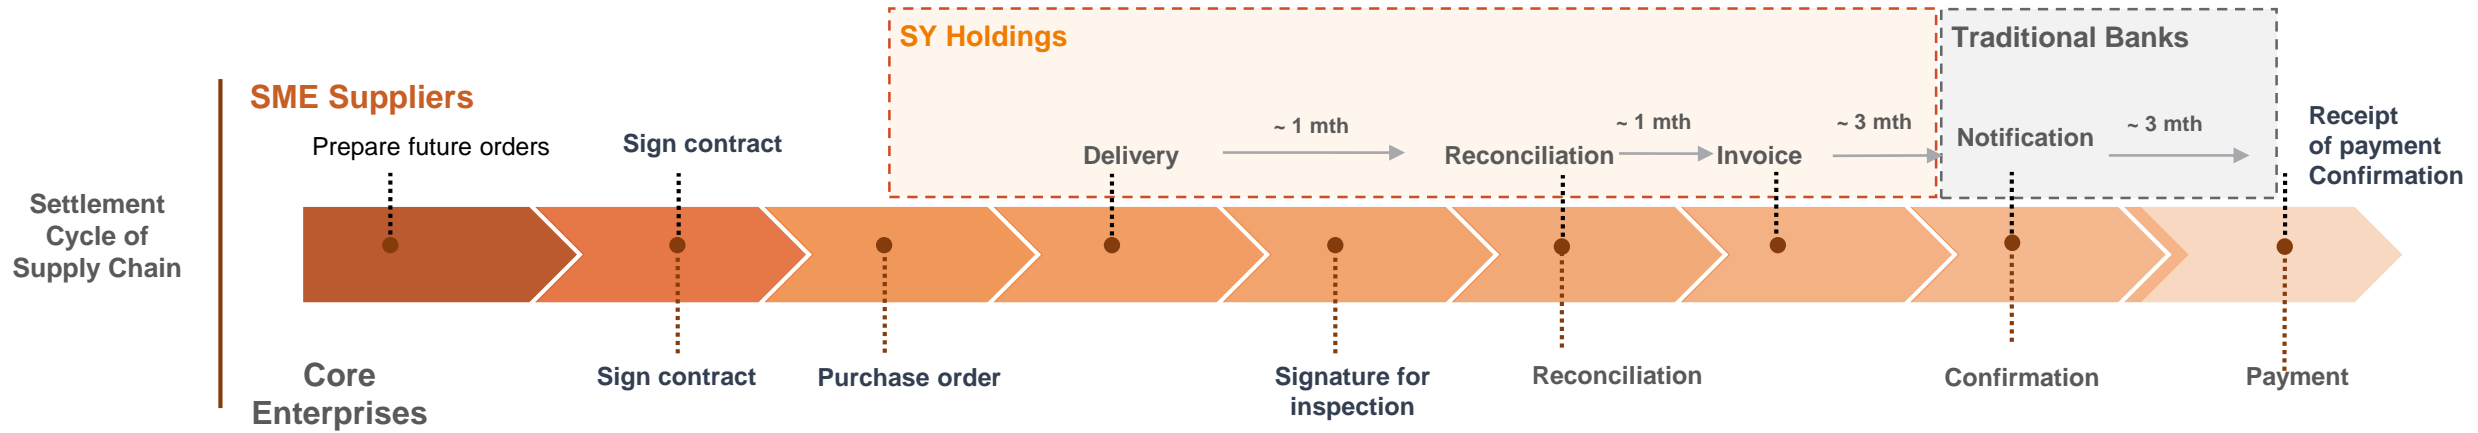 SY Holdings
Traditional Banks
SME Suppliers
Prepare future orders
Sign contract
Delivery
~ 1 mth
Reconciliation
~ 1 mth
Invoice
~ 3 mth
Notification
~ 3 mth
Receipt
of payment
Confirmation
Settlement
Cycle of
Supply Chain
Core
Enterprises
Sign contract
Purchase order
Signature for
inspection
Reconciliation
Confirmation
Payment